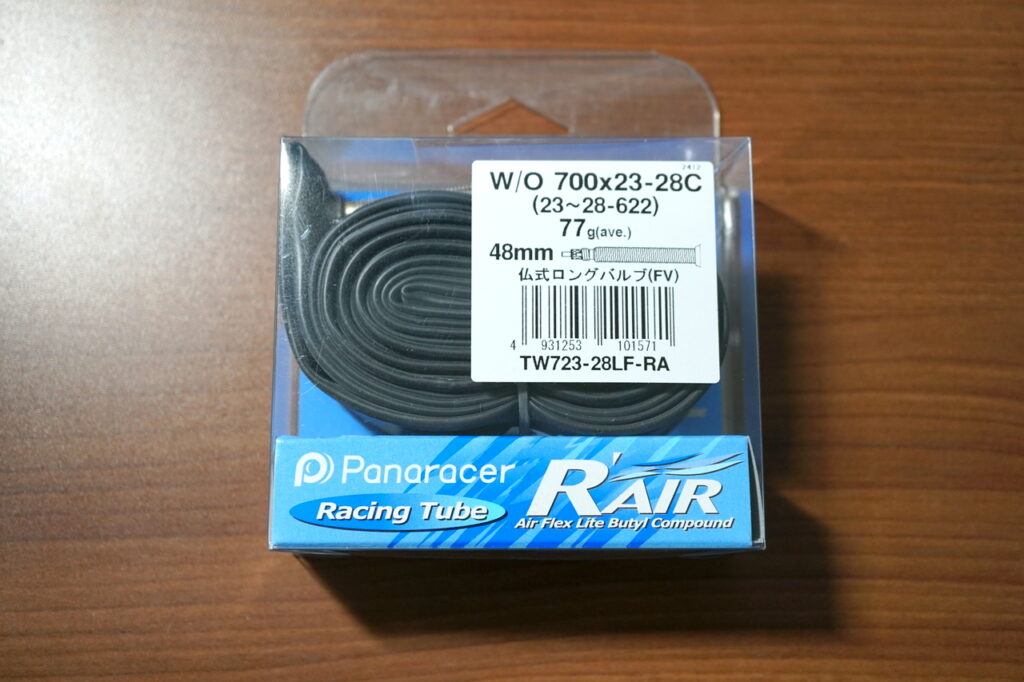 2412
W/O 700x23-28C
(23~28-622)
77g(ave.)
48mm
仏式ロングバルブ(FV)
4 931253 101571
TW723-28LF-RA
Panaracer
Racing Tube
R'AIR
Air Flex Lite Butyl Compound